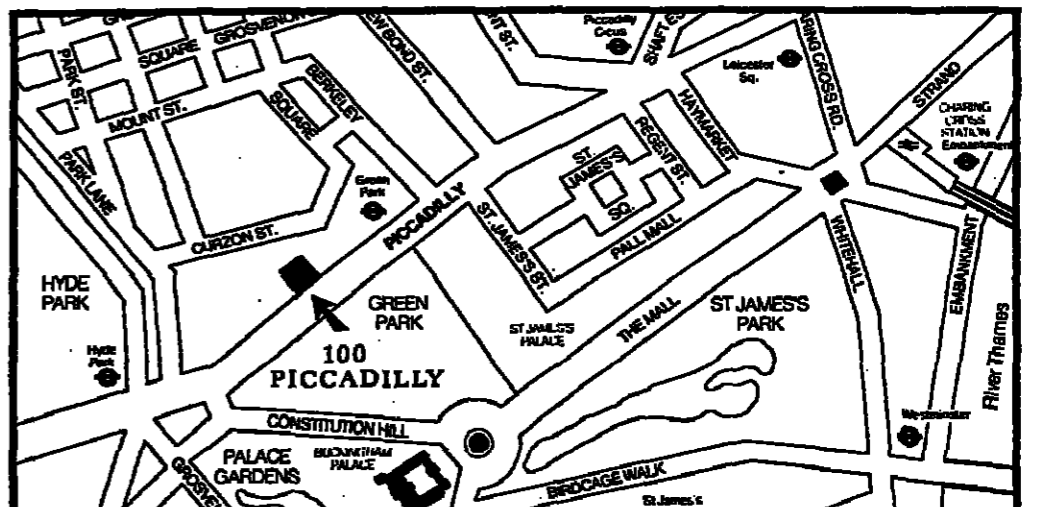 GROSVENOR
SQUARE
PARK ST.
MOUNT ST.
PARK LANE
BERKELEY
SQUARE
NEW BOND ST.
Piccadilly
Circus
Leicester
Sq.
CHARING CROSS RD.
STRAND
CHARING
CROSS
STATION
Embankment
HAYMARKET
REGENT ST.
ST.
JAMES'S
SQ.
Green
Park
CURZON ST.
PICCADILLY
ST. JAMES'S ST.
PALL MALL
WHITEHALL
EMBANKMENT
River Thames
HYDE
PARK
Hyde
Park
GREEN
PARK
100
PICCADILLY
ST JAMES'S
PALACE
THE MALL
ST JAMES'S
PARK
CONSTITUTION HILL
PALACE
GARDENS
BUCKINGHAM
PALACE
BIRDCAGE WALK
Westminster
St James's